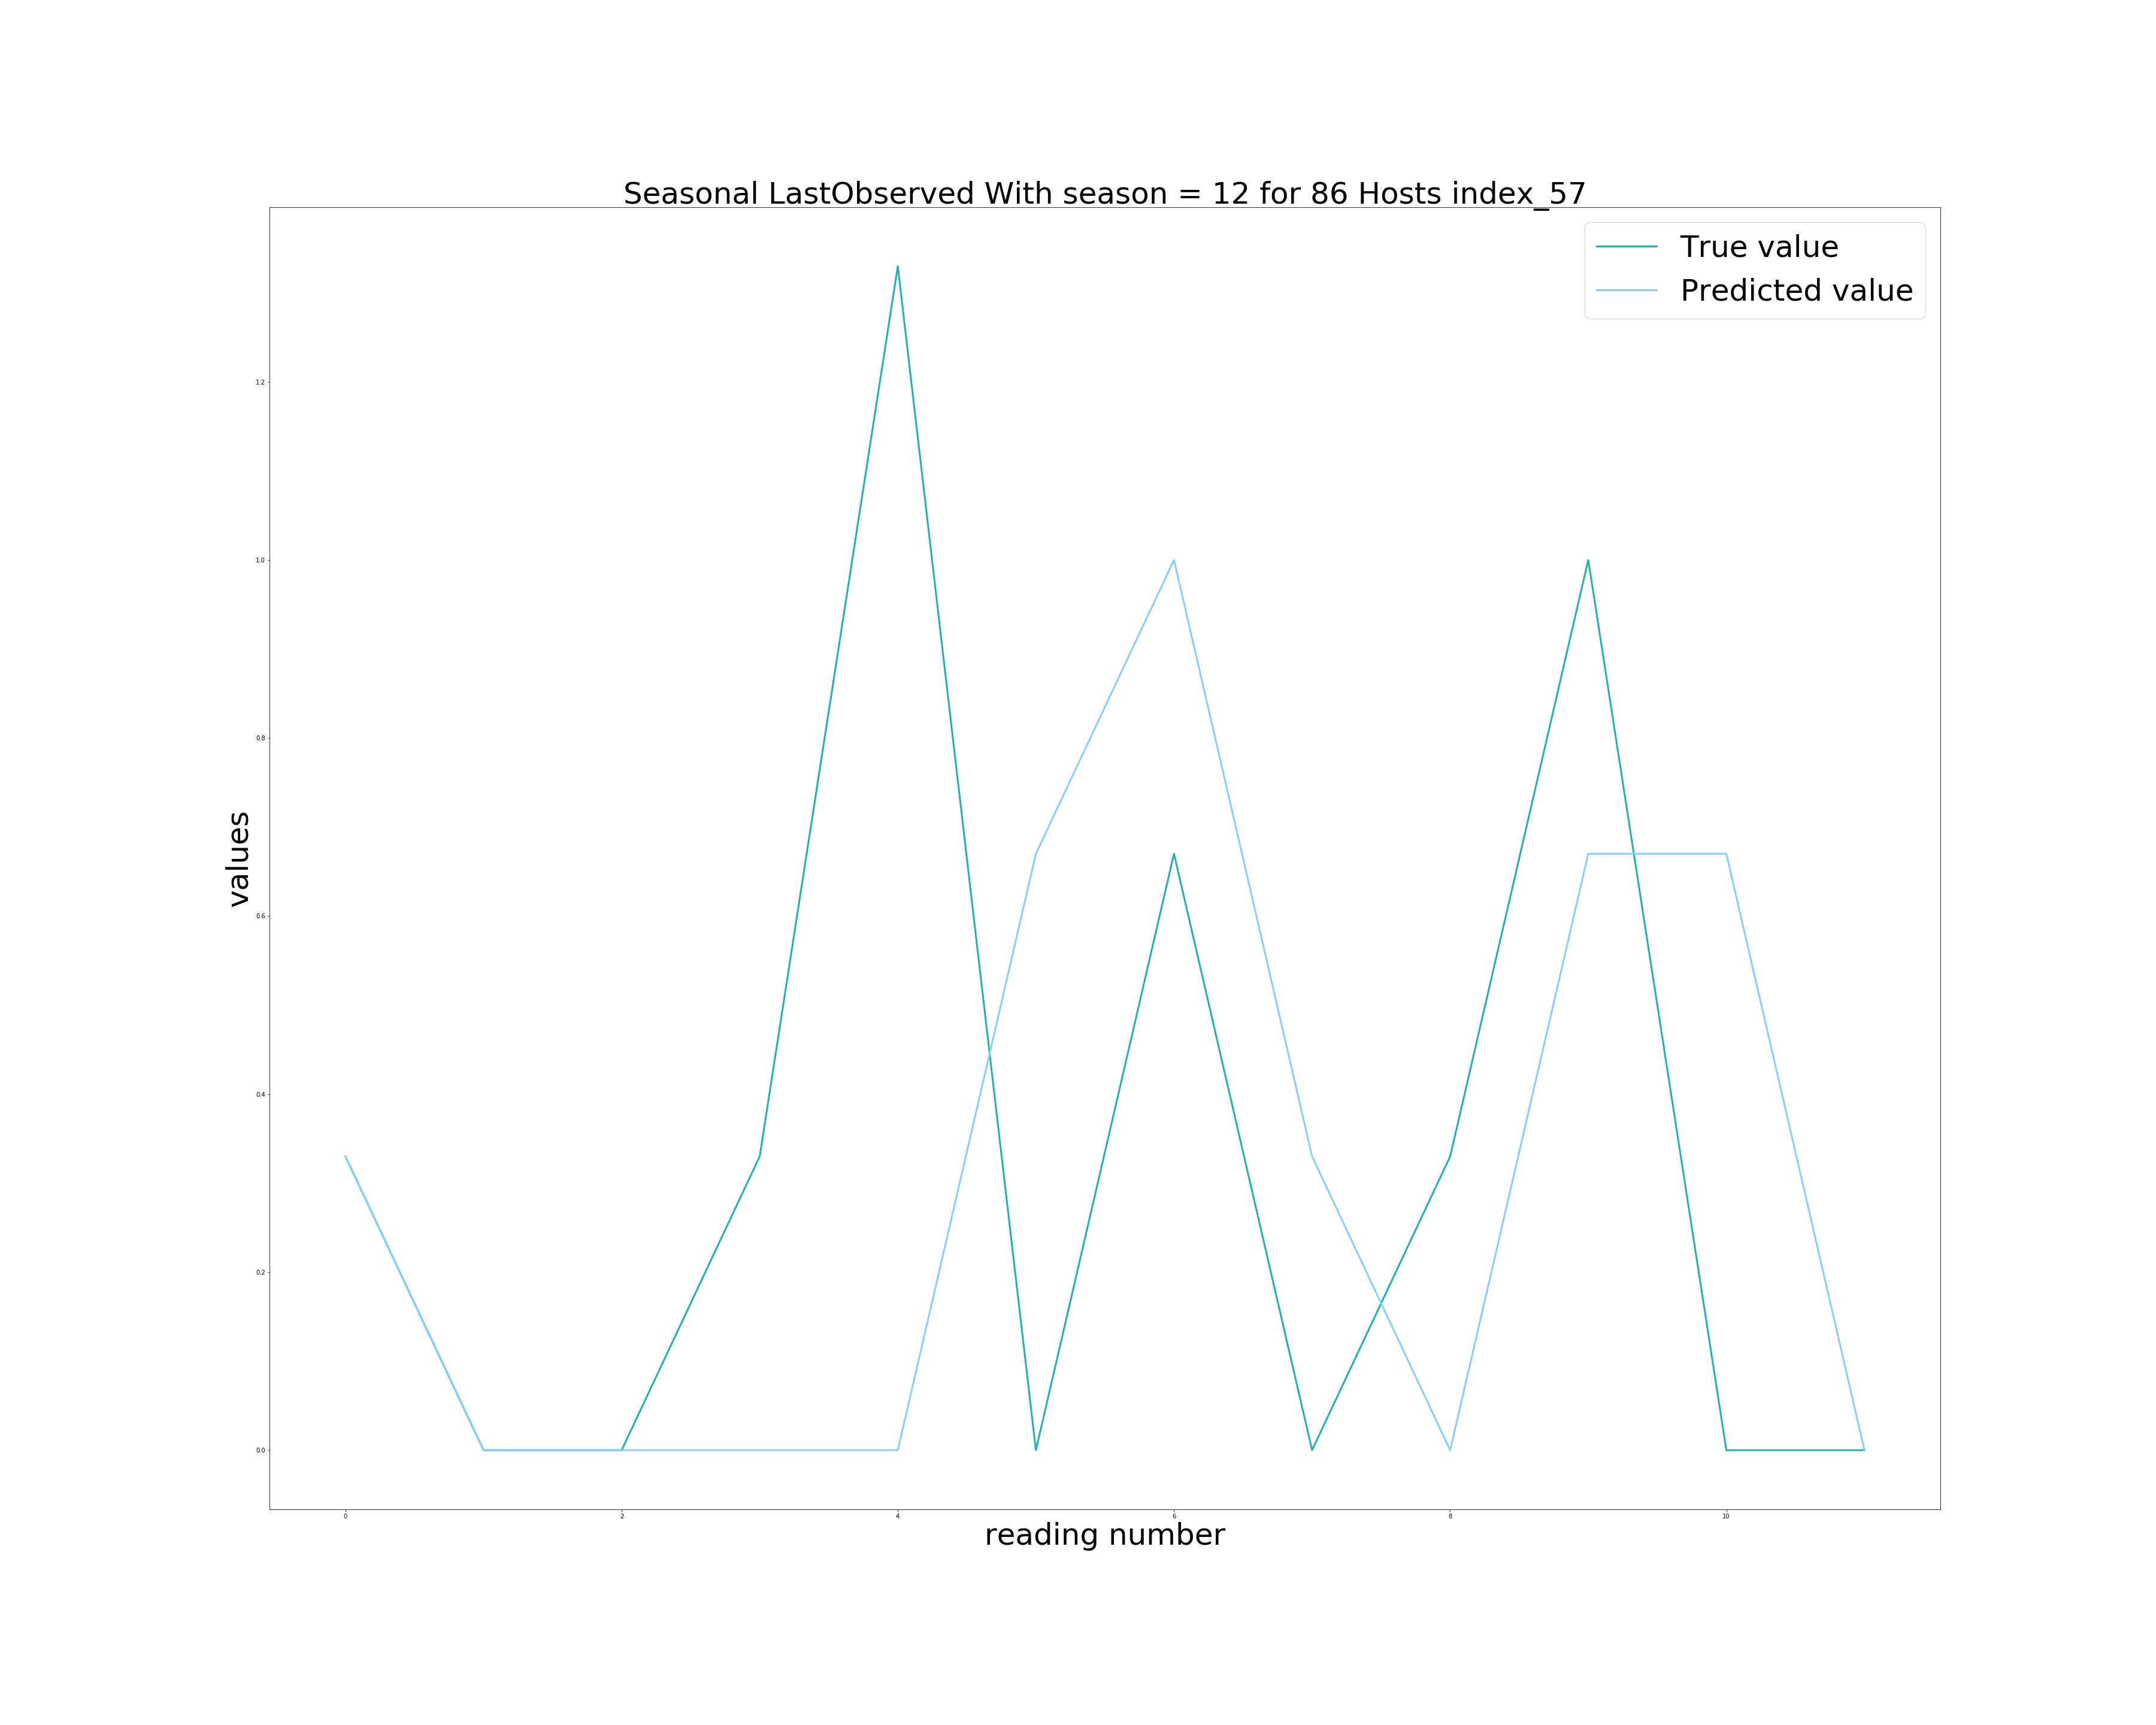 Seasonal LastObserved With season = 12 for 86 Hosts index_57
True value
Predicted value
values
1.2
1.0
0.8
0.6
0.4
0.2
0.0
0 2 4 6 8 10
reading number